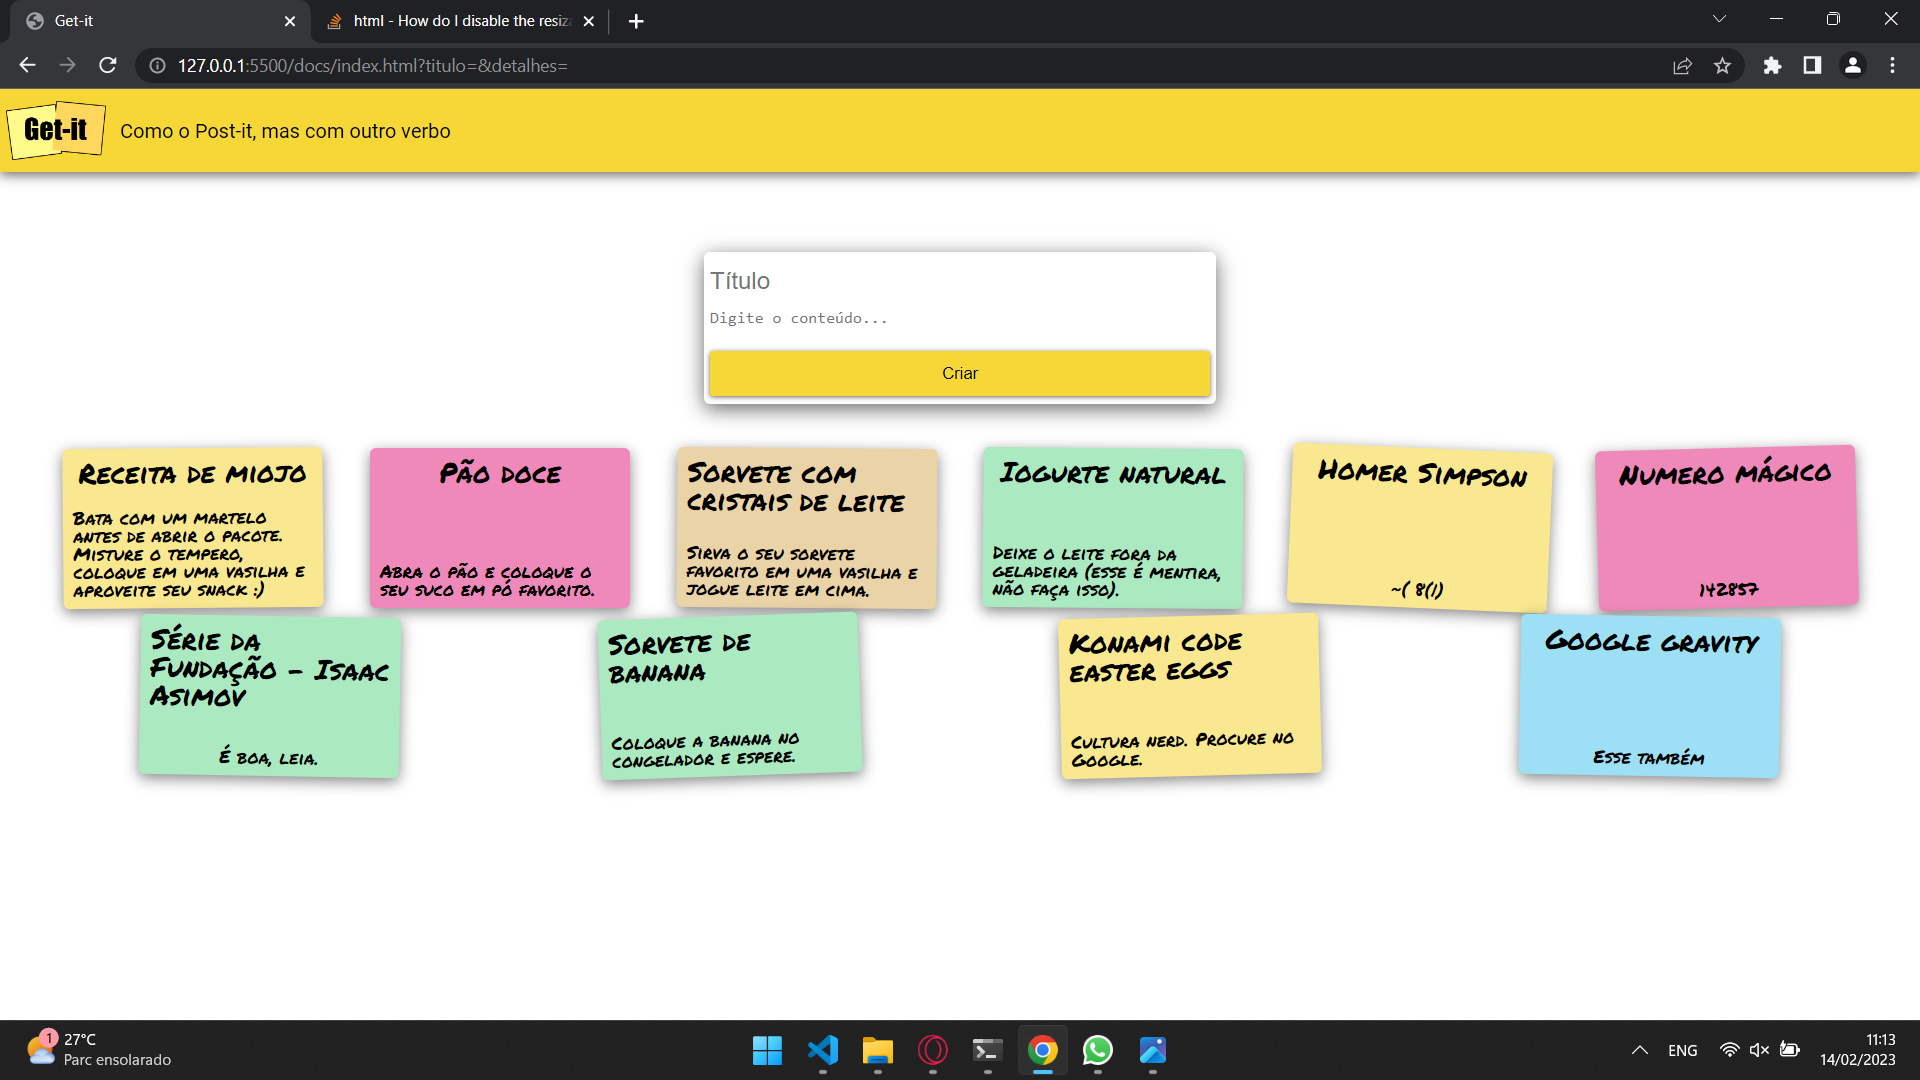 Get-it
html - How do I disable the resiza
127.0.0.1:5500/docs/index.html?titulo=&detalhes=
Get-it
Como o Post-it, mas com outro verbo
Título
Digite o conteúdo...
Criar
Receita de miojo
Bata com um martelo
antes de abrir o pacote.
Misture o tempero,
coloque em uma vasilha e
aproveite seu snack :)
Pão doce
Abra o pão e coloque o
seu suco em pó favorito.
Sorvete com
cristais de leite
Sirva o seu sorvete
favorito em uma vasilha e
jogue leite em cima.
Iogurte natural
Deixe o leite fora da
geladeira (esse é mentira,
não faça isso).
Homer Simpson
~( 8(|)
Numero mágico
142857
Série da
Fundação - Isaac
Asimov
É boa, leia.
Sorvete de
banana
Coloque a banana no
congelador e espere.
Konami code
easter eggs
Cultura nerd. Procure no
Google.
Google gravity
Esse também
1
27°C
Parc ensolarado
ENG
11:13
14/02/2023